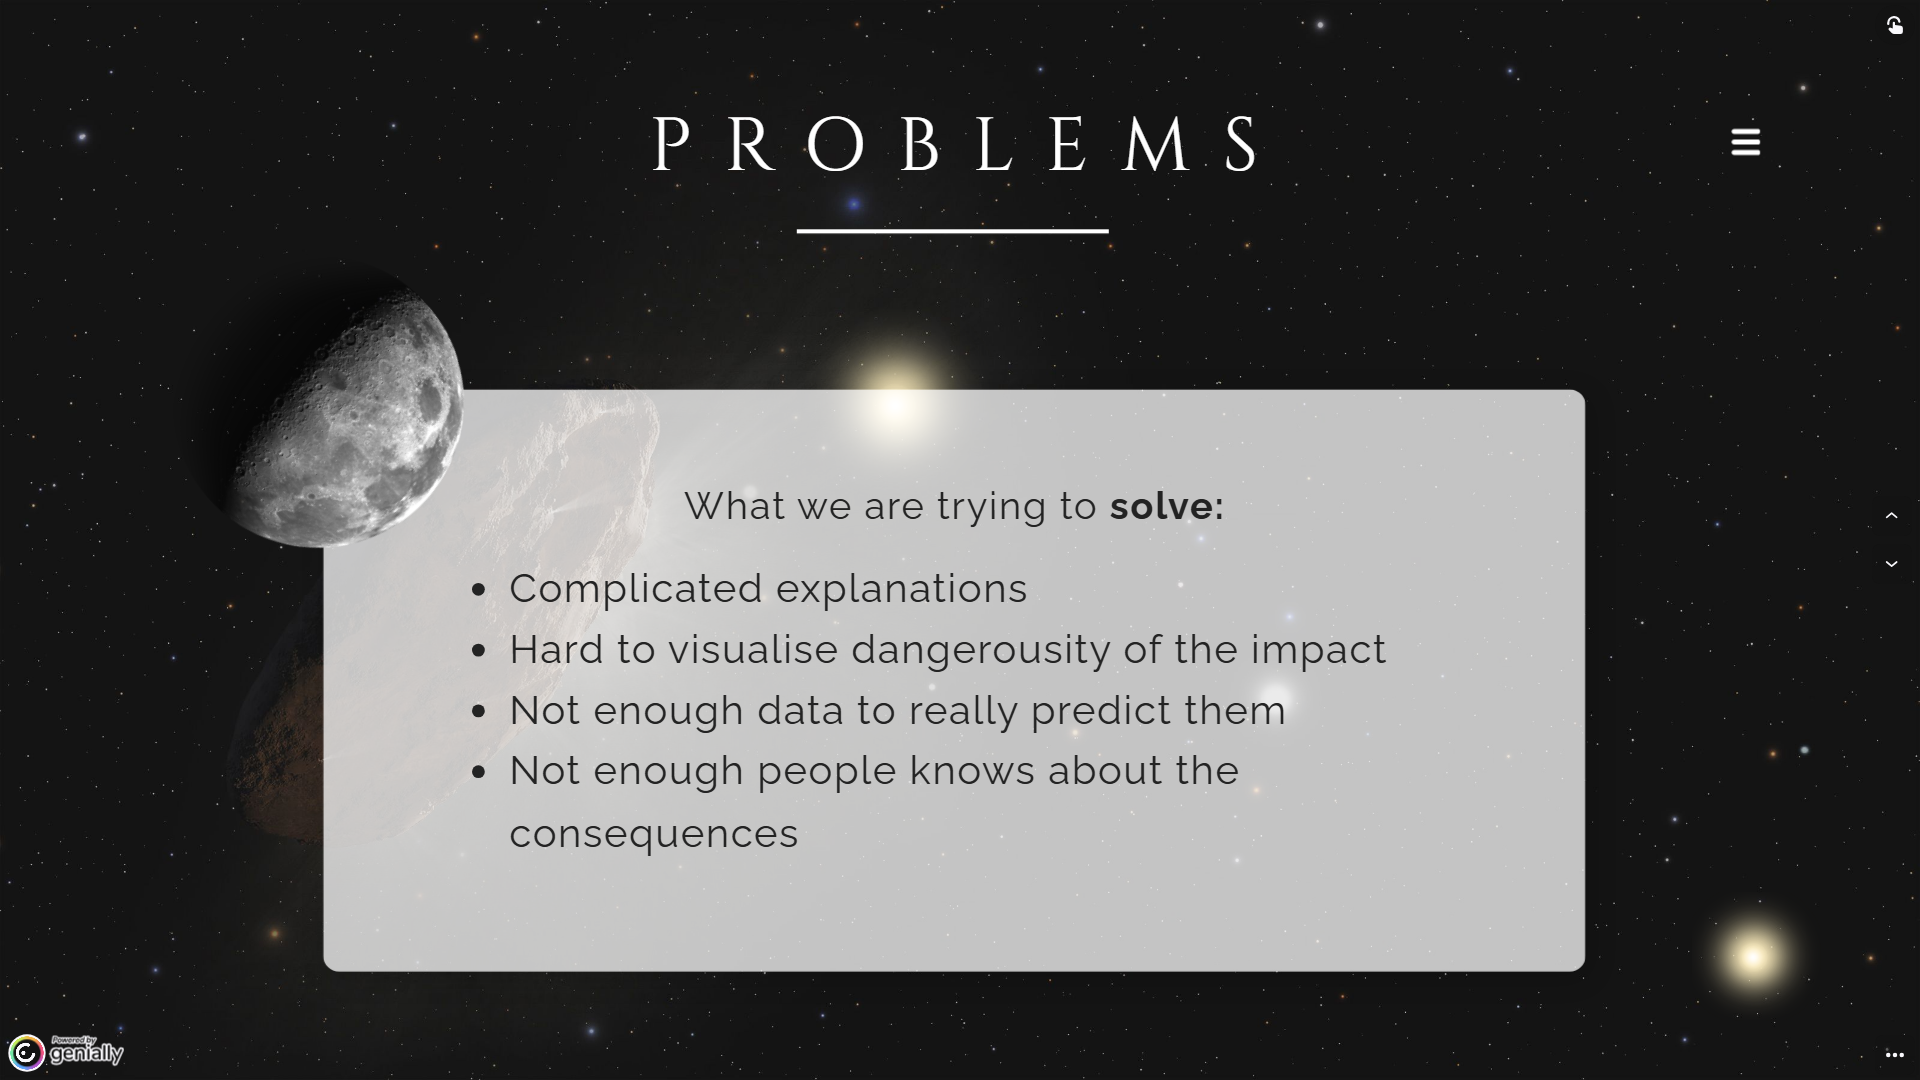 PROBLEMS
What we are trying to solve:
• Complicated explanations
• Hard to visualise dangerousity of the impact
• Not enough data to really predict them
• Not enough people knows about the
consequences
Powered by
genially